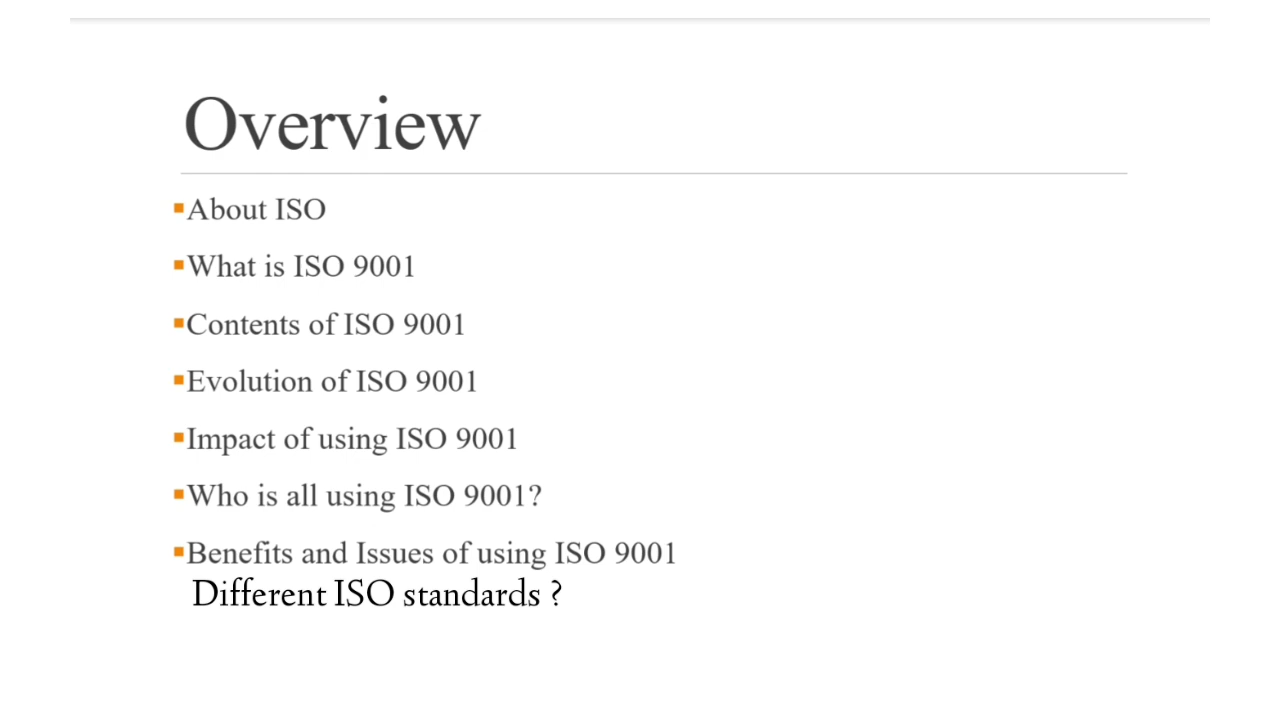 Overview
About ISO
What is ISO 9001
Contents of ISO 9001
Evolution of ISO 9001
Impact of using ISO 9001
Who is all using ISO 9001?
Benefits and Issues of using ISO 9001
Different ISO standards ?